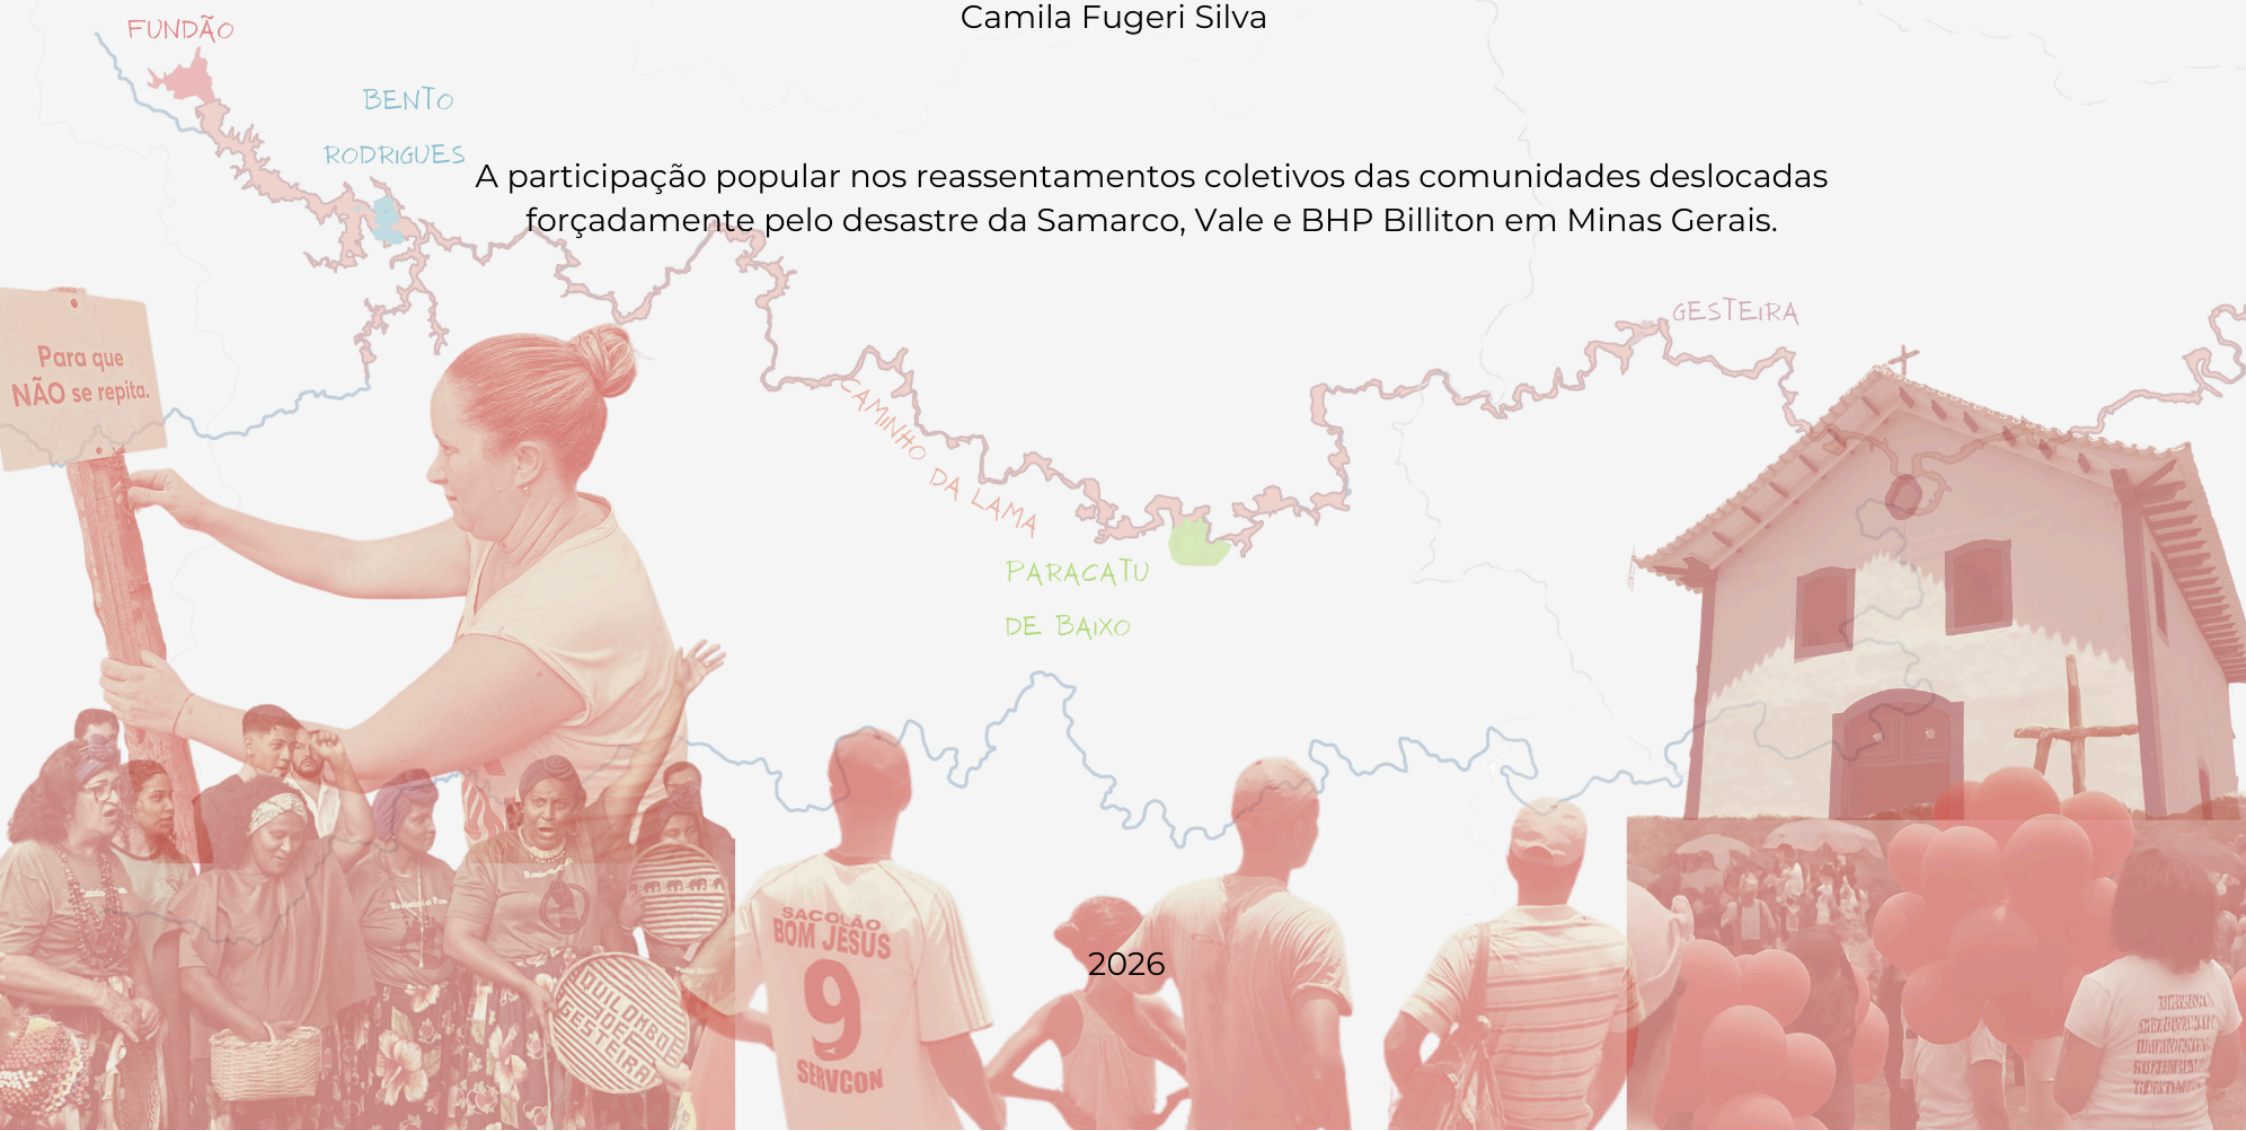 Camila Fugeri Silva
FUNDÃO
BENTO
RODRIGUES
A participação popular nos reassentamentos coletivos das comunidades deslocadas
forçadamente pelo desastre da Samarco, Vale e BHP Billiton em Minas Gerais.
GESTEIRA
Para que
NÃO se repita.
CAMINHO DA LAMA
PARACATU
DE BAIXO
SACOLÃO
BOM JESUS
9
SERVCON
2026
QUILOMBO
GESTEIRA